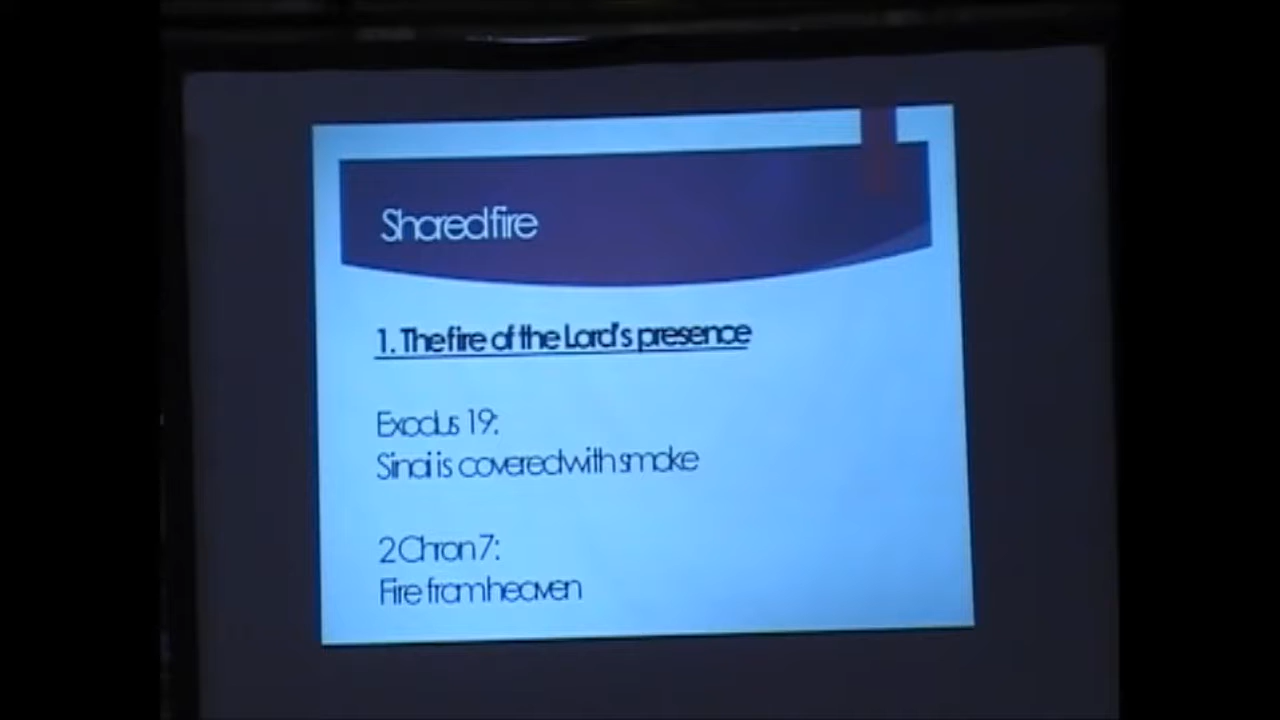 Shared fire
1. The fire of the Lord's presence
Exodus 19:
Sinai is covered with smoke
2 Chron 7:
Fire from heaven